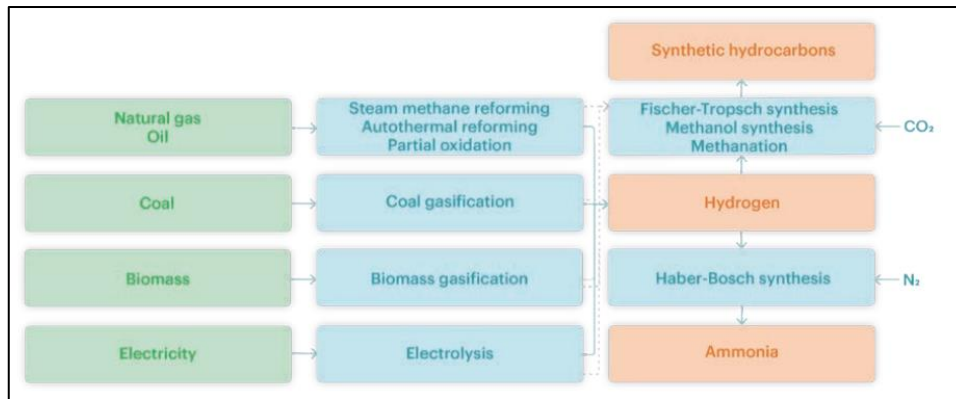 Synthetic hydrocarbons
Natural gas
Oil
Steam methane reforming
Autothermal reforming
Partial oxidation
Fischer-Tropsch synthesis
Methanol synthesis
Methanation
CO₂
Coal
Coal gasification
Hydrogen
Biomass
Biomass gasification
Haber-Bosch synthesis
N₂
Electricity
Electrolysis
Ammonia